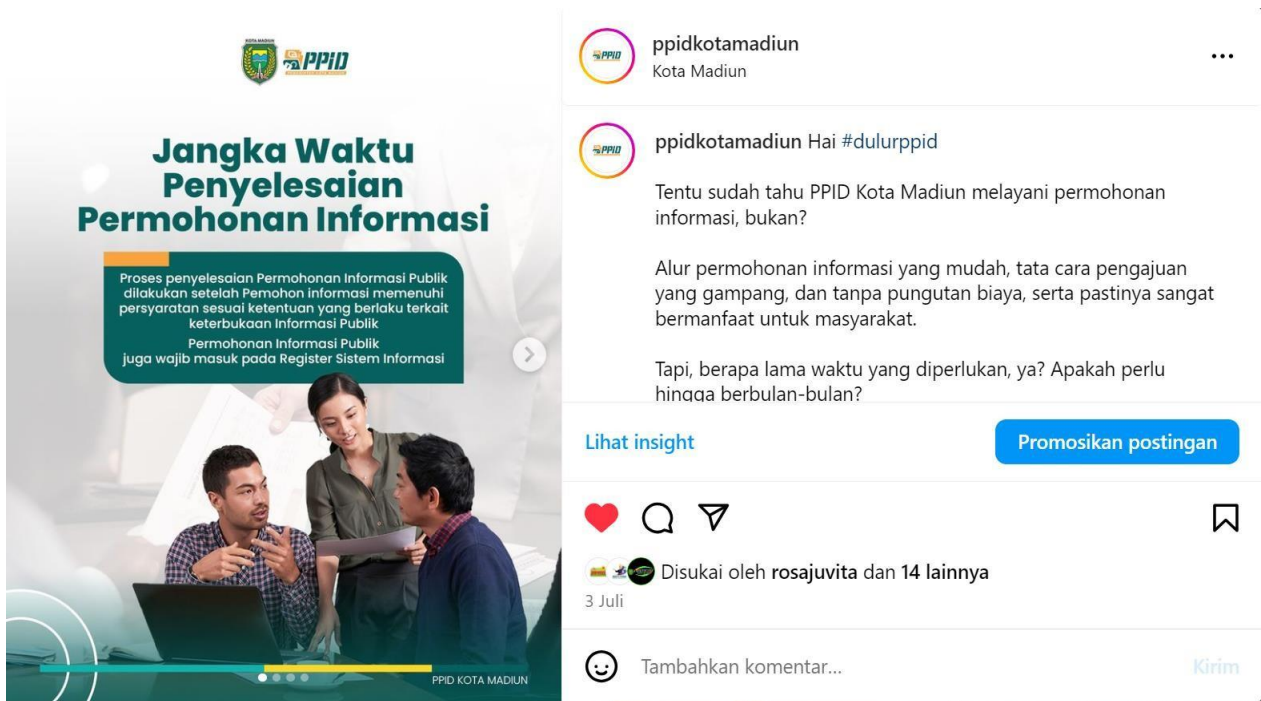 KOTA MADIUN
PPID
Jangka Waktu
Penyelesaian
Permohonan Informasi
Proses penyelesaian Permohonan Informasi Publik
dilakukan setelah Pemohon informasi memenuhi
persyaratan sesuai ketentuan yang berlaku terkait
keterbukaan Informasi Publik
Permohonan Informasi Publik
juga wajib masuk pada Register Sistem Informasi
PPID KOTA MADIUN
PPID
ppidkotamadiun
Kota Madiun
PPID
ppidkotamadiun Hai #dulurppid
Tentu sudah tahu PPID Kota Madiun melayani permohonan
informasi, bukan?
Alur permohonan informasi yang mudah, tata cara pengajuan
yang gampang, dan tanpa pungutan biaya, serta pastinya sangat
bermanfaat untuk masyarakat.
Tapi, berapa lama waktu yang diperlukan, ya? Apakah perlu
hingga berbulan-bulan?
Lihat insight
Promosikan postingan
Disukai oleh rosajuvita dan 14 lainnya
3 Juli
Tambahkan komentar...
Kirim